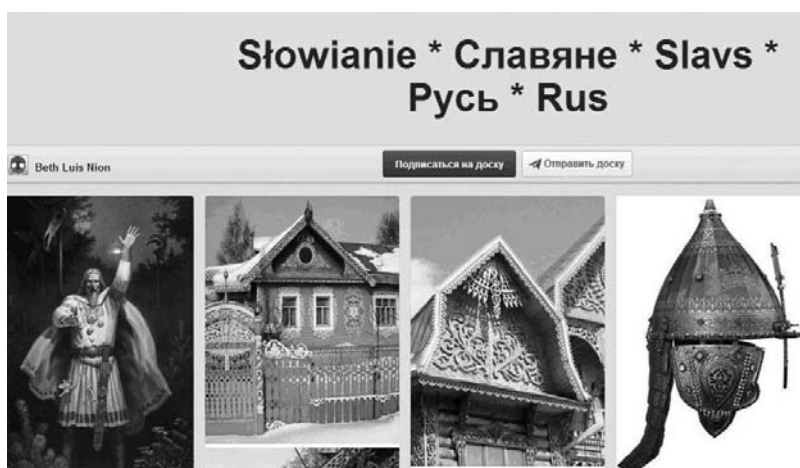 Słowianie * Славяне * Slavs *
Русь * Rus
Beth Luis Nion
Подписаться на доску
Отправить доску